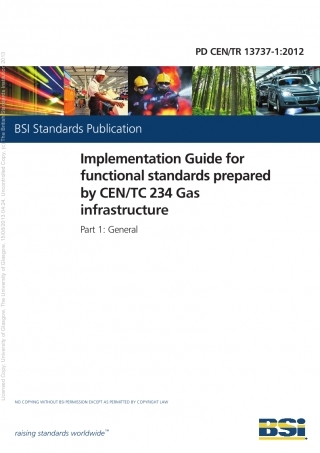 PD CEN/TR 13737-1:2012
BSI Standards Publication
Implementation Guide for
functional standards prepared
by CEN/TC 234 Gas
infrastructure
Part 1: General
NO COPYING WITHOUT BSI PERMISSION EXCEPT AS PERMITTED BY COPYRIGHT LAW
raising standards worldwide™
BSi